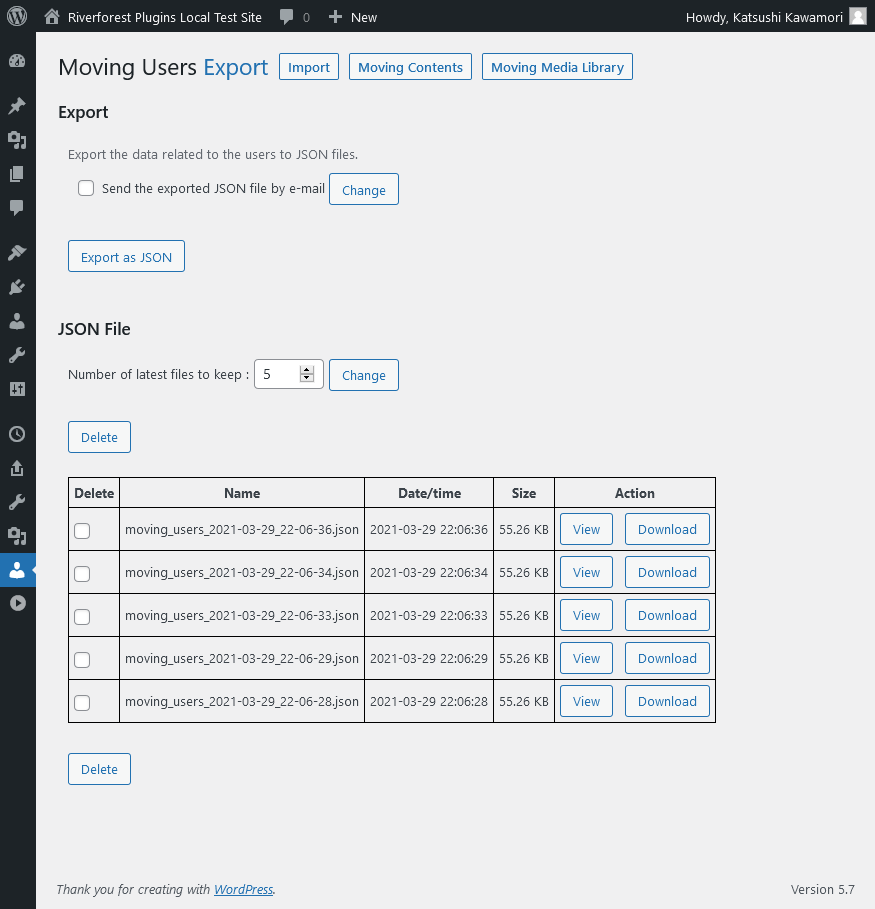 Riverforest Plugins Local Test Site 0 New Howdy, Katsushi Kawamori
Moving Users Export Import Moving Contents Moving Media Library
Export
Export the data related to the users to JSON files.
Send the exported JSON file by e-mail Change
Export as JSON
JSON File
Number of latest files to keep : 5 Change
Delete
Delete Name Date/time Size Action
moving_users_2021-03-29_22-06-36.json 2021-03-29 22:06:36 55.26 KB View Download
moving_users_2021-03-29_22-06-34.json 2021-03-29 22:06:34 55.26 KB View Download
moving_users_2021-03-29_22-06-33.json 2021-03-29 22:06:33 55.26 KB View Download
moving_users_2021-03-29_22-06-29.json 2021-03-29 22:06:29 55.26 KB View Download
moving_users_2021-03-29_22-06-28.json 2021-03-29 22:06:28 55.26 KB View Download
Delete
Thank you for creating with WordPress. Version 5.7